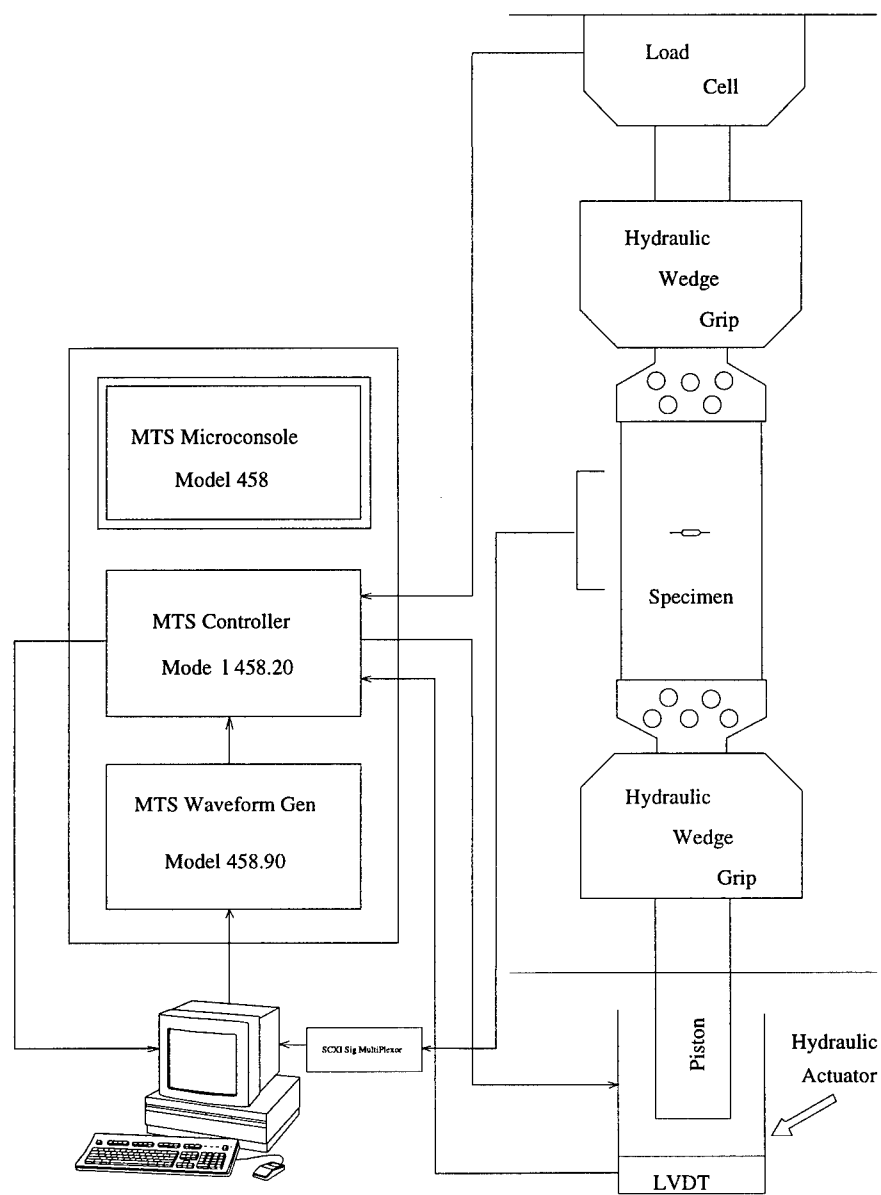 Load
Cell
Hydraulic
Wedge
Grip
MTS Microconsole
Model 458
MTS Controller
Mode l 458.20
Specimen
MTS Waveform Gen
Model 458.90
Hydraulic
Wedge
Grip
SCXI Sig MultiPlexor
Piston
Hydraulic
Actuator
LVDT